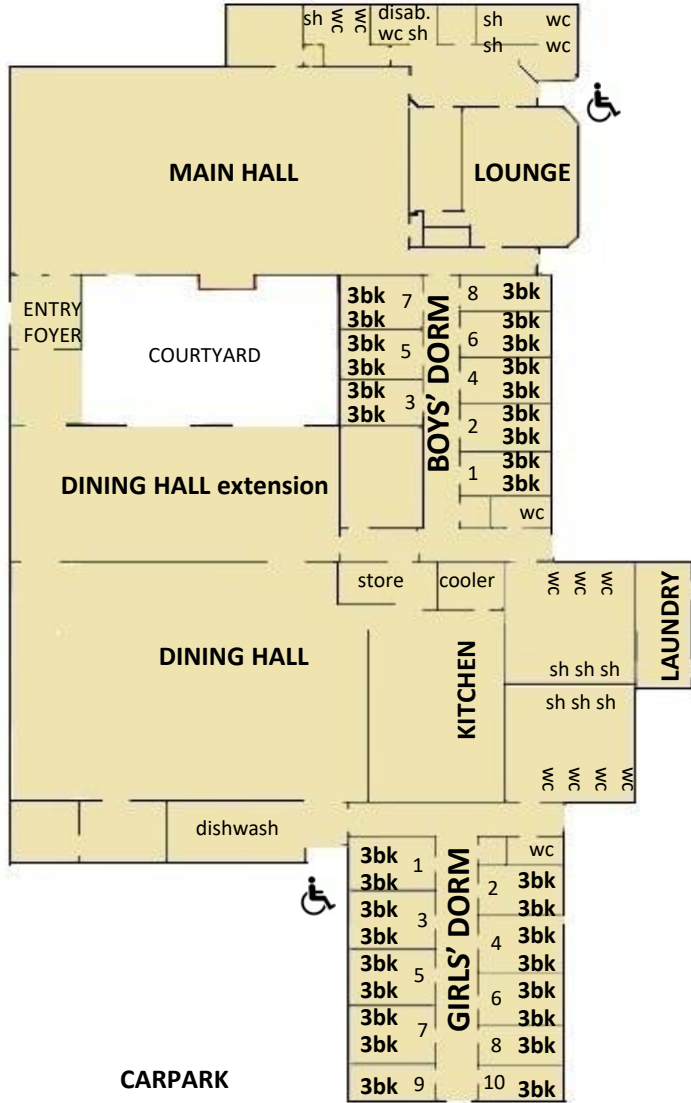 sh wc wc disab. sh wc
wc sh sh wc
MAIN HALL LOUNGE
ENTRY
FOYER
COURTYARD
BOYS' DORM
3bk 7 8 3bk
3bk
3bk 5 6 3bk
3bk 3bk
3bk 3 4 3bk
3bk 3bk
2 3bk
3bk
1 3bk
3bk
wc
DINING HALL extension
store cooler wc wc wc
LAUNDRY
DINING HALL
KITCHEN
sh sh sh
sh sh sh
wc wc wc wc
dishwash
GIRLS' DORM
wc
3bk 1
3bk 2 3bk
3bk
3bk 3 4 3bk
3bk 3bk
3bk 5 6 3bk
3bk 3bk
3bk 7 8 3bk
3bk
3bk 9 10 3bk
CARPARK